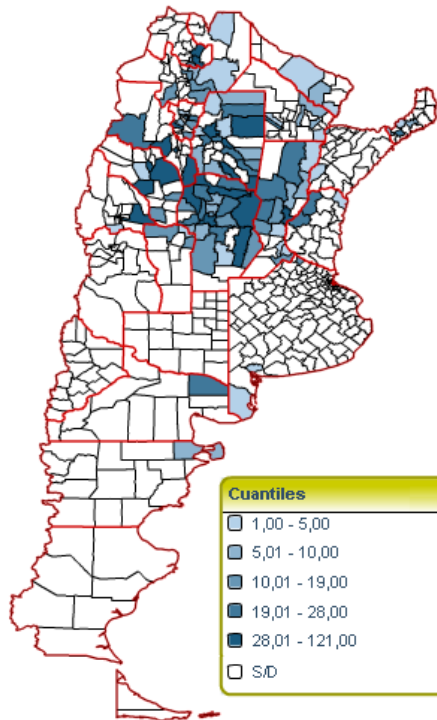 Cuantiles
1,00 - 5,00
5,01 - 10,00
10,01 - 19,00
19,01 - 28,00
28,01 - 121,00
S/D